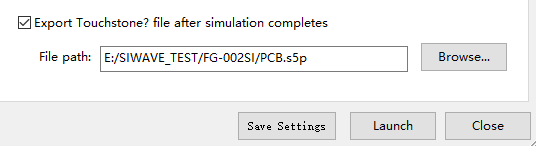 Export Touchstone? file after simulation completes
File path: E:/SIWAVE_TEST/FG-002SI/PCB.s5p Browse...
Save Settings Launch Close